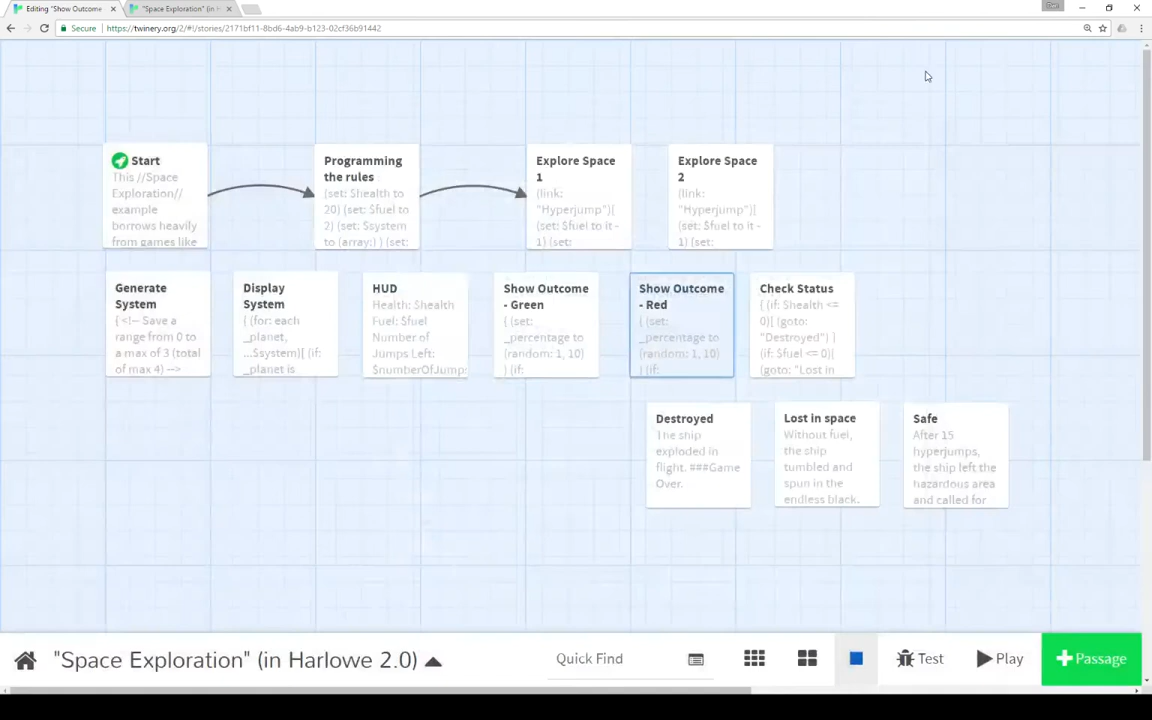 Editing "Show Outcome
"Space Exploration" (in H
Secure
https://twinery.org/2/#!/stories/2171bf11-8bd6-4ab9-b123-02cf36b91442
Start
This //Space
Exploration//
example
borrows heavily
from games like
Programming
the rules
(set: $health to
20) (set: $fuel to
2) (set: $system
to (array:) ) (set:
Explore Space
1
(link:
"Hyperjump")[
(set: $fuel to it -
1) (set:
Explore Space
2
(link:
"Hyperjump")[
(set: $fuel to it -
1) (set:
Generate
System
{ <!-- Save a
range from 0 to
a max of 3 (total
of max 4) -->
Display
System
{ (for: each
_planet,
...$system)[ (if:
_planet is
HUD
Health: $health
Fuel: $fuel
Number of
Jumps Left:
$numberOfJump:
Show Outcome
- Green
{ (set:
_percentage to
(random: 1, 10)
) (if:
Show Outcome
- Red
{ (set:
_percentage to
(random: 1, 10)
) (if:
Check Status
{ (if: $health <=
0)[ (goto:
"Destroyed") ]
(if: $fuel <= 0)[
(goto: "Lost in
Destroyed
The ship
exploded in
flight. ###Game
Over.
Lost in space
Without fuel,
the ship
tumbled and
spun in the
endless black.
Safe
After 15
hyperjumps,
the ship left the
hazardous area
and called for
"Space Exploration" (in Harlowe 2.0)
Quick Find
Test
Play
+Passage